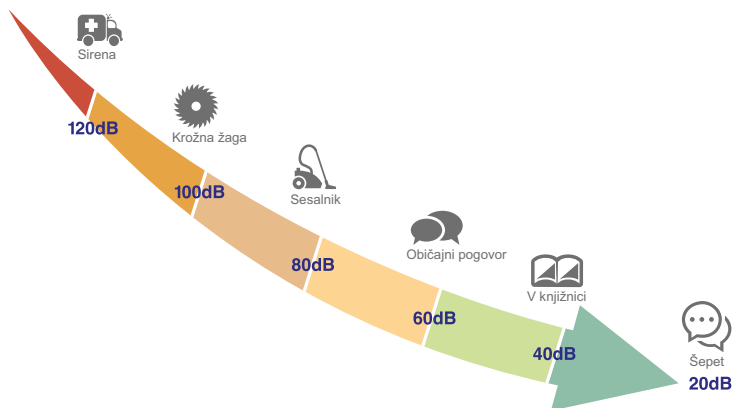 Sirena
120dB
Krožna žaga
100dB
Sesalnik
80dB
Običajni pogovor
60dB
V knjižnici
40dB
Šepet
20dB